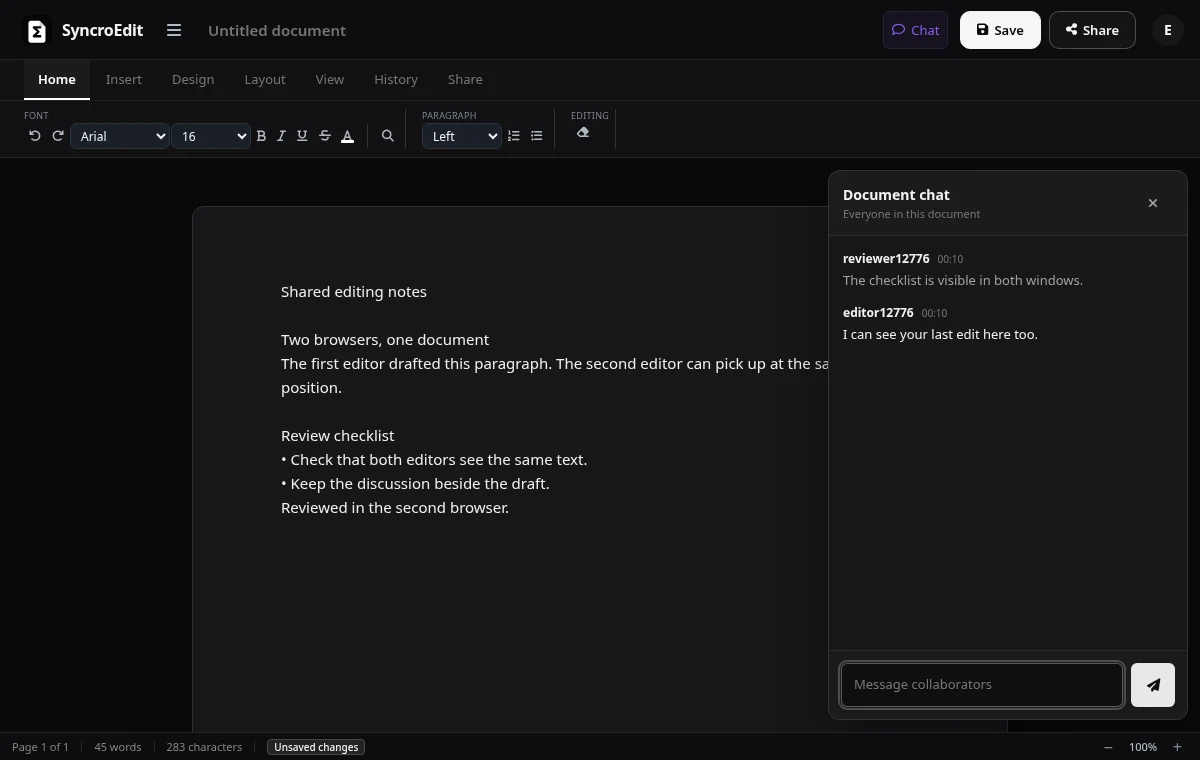 SyncroEdit
Untitled document
Chat
Save
Share
E
Home
Insert
Design
Layout
View
History
Share
FONT
Arial
16
B
I
U
S
A
PARAGRAPH
Left
EDITING
Shared editing notes
Two browsers, one document
The first editor drafted this paragraph. The second editor can pick up at the
position.
Review checklist
• Check that both editors see the same text.
• Keep the discussion beside the draft.
Reviewed in the second browser.
Document chat
Everyone in this document
reviewer12776 00:10
The checklist is visible in both windows.
editor12776 00:10
I can see your last edit here too.
Message collaborators
Page 1 of 1
45 words
283 characters
Unsaved changes
100%